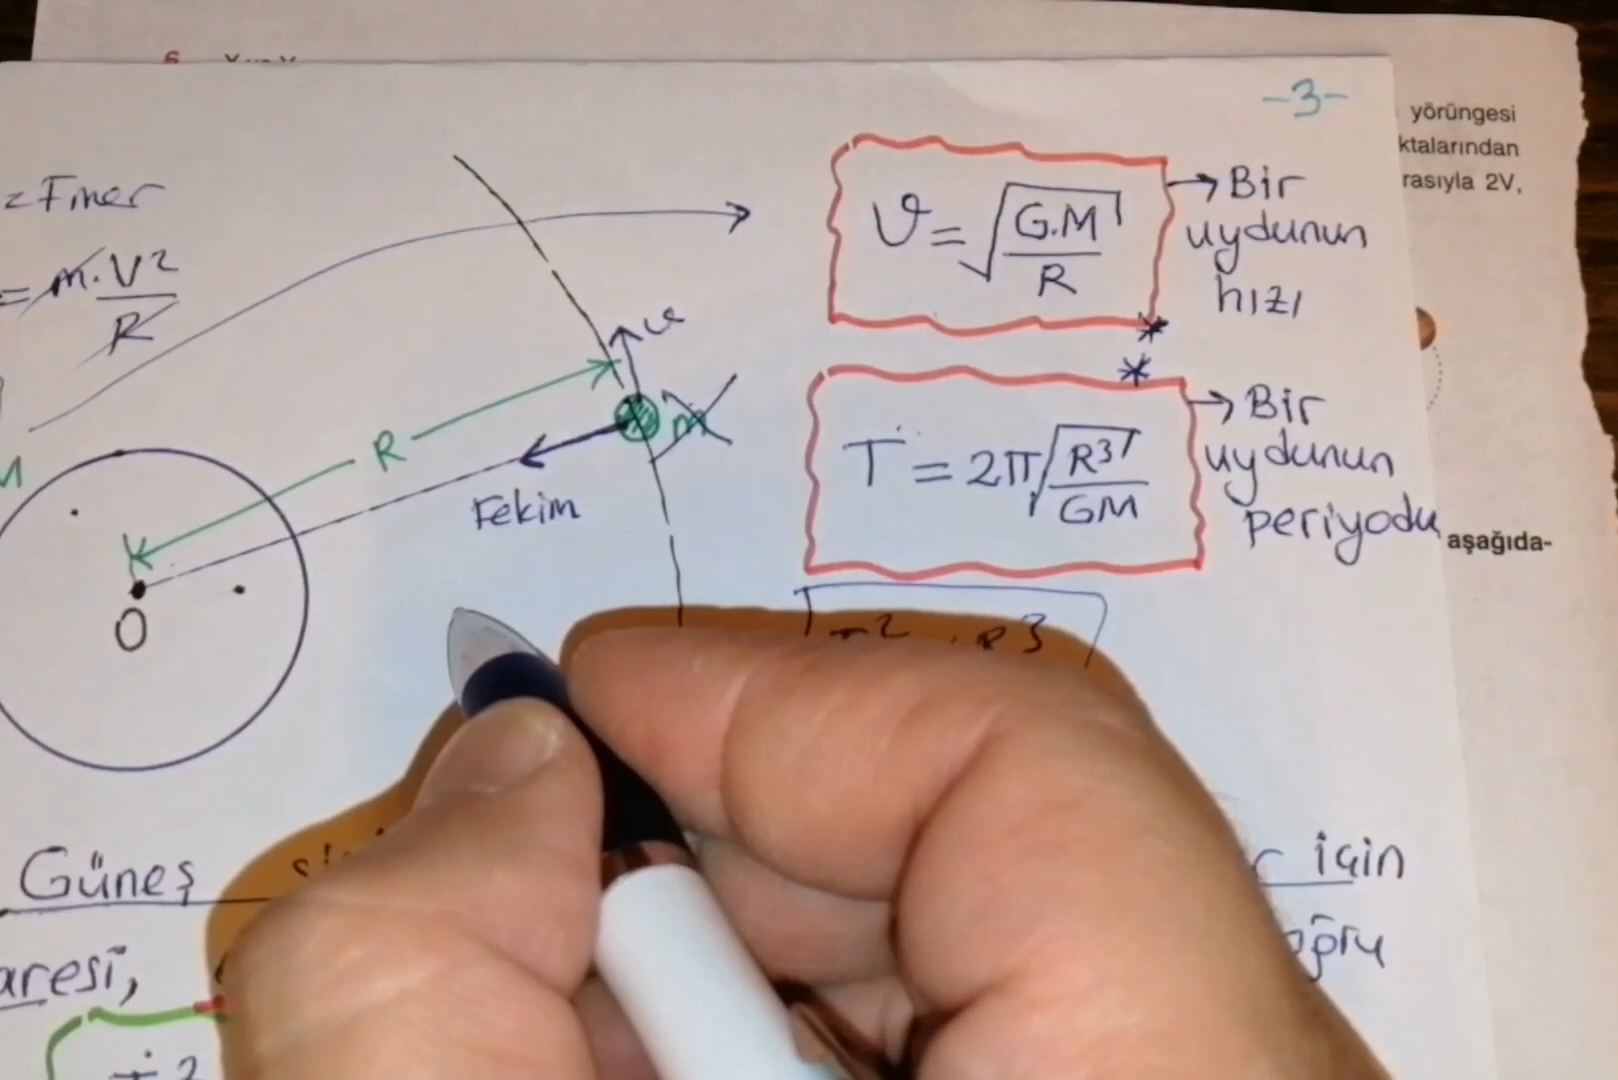 -3-
yörüngesi
ktalarından
rasıyla 2V,
= Fmer
= m.V²/R
V = √(G.M/R)
→ Bir
uydunun
hızı
*
*
T = 2π√(R³/GM)
→ Bir
uydunun
periyodu
aşağıda-
R
m
Fekim
O
Güneş
için
aresi,